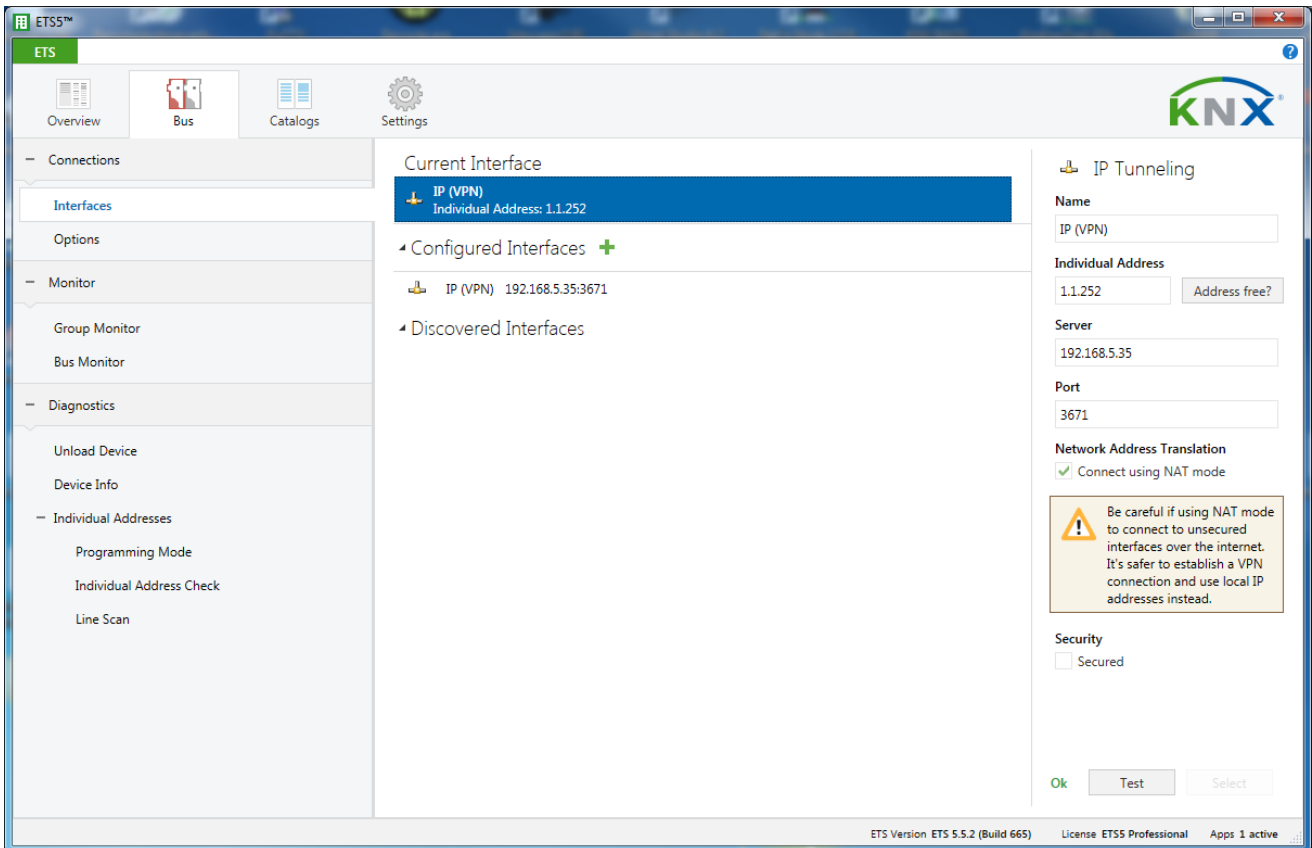 ETS5™
ETS
Overview
Bus
Catalogs
Settings
KNX®
Connections
Interfaces
Options
Monitor
Group Monitor
Bus Monitor
Diagnostics
Unload Device
Device Info
Individual Addresses
Programming Mode
Individual Address Check
Line Scan
Current Interface
IP (VPN)
Individual Address: 1.1.252
Configured Interfaces
IP (VPN) 192.168.5.35:3671
Discovered Interfaces
IP Tunneling
Name
IP (VPN)
Individual Address
1.1.252 Address free?
Server
192.168.5.35
Port
3671
Network Address Translation
Connect using NAT mode
Be careful if using NAT mode
to connect to unsecured
interfaces over the internet.
It's safer to establish a VPN
connection and use local IP
addresses instead.
Security
Secured
Ok Test Select
ETS Version ETS 5.5.2 (Build 665) License ETS5 Professional Apps 1 active